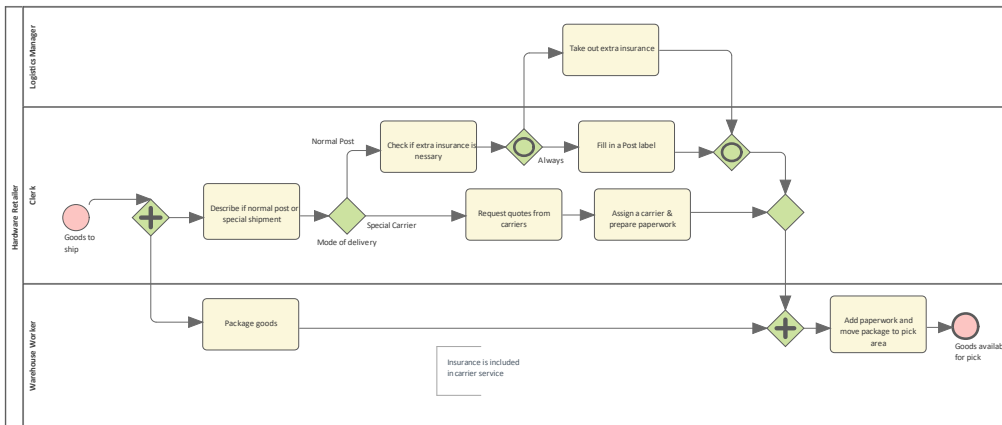 Hardware Retailer
Logistics Manager
Take out extra insurance
Clerk
Normal Post
Check if extra insurance is
nessary
Always
Fill in a Post label
Goods to
ship
Describe if normal post or
special shipment
Special Carrier
Mode of delivery
Request quotes from
carriers
Assign a carrier &
prepare paperwork
Warehouse Worker
Package goods
Insurance is included
in carrier service
Add paperwork and
move package to pick
area
Goods availab
for pick